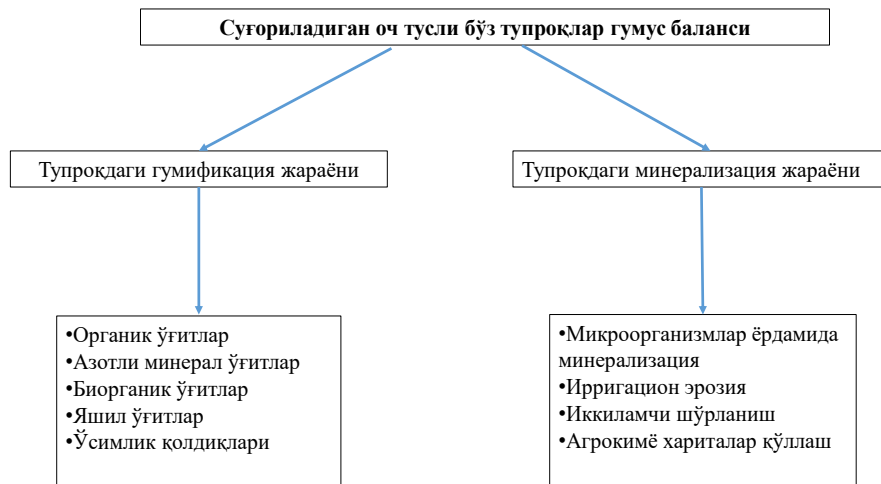 Суғориладиган оч тусли бўз тупроқлар гумус баланси
Тупроқдаги гумификация жараёни
Тупроқдаги минерализация жараёни
•Органик ўғитлар
•Азотли минерал ўғитлар
•Биорганик ўғитлар
•Яшил ўғитлар
•Ўсимлик қолдиқлари
•Микроорганизмлар ёрдамида
минерализация
•Ирригацион эрозия
•Иккиламчи шўрланиш
•Агрокимё хариталар қўллаш